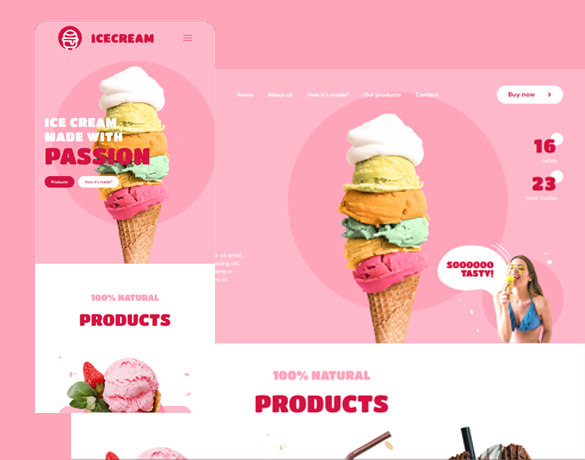 ICECREAM
ICE CREAM
MADE WITH
PASSION
Products
How it's made?
100% NATURAL
PRODUCTS
Home
About us
How it's made?
Our products
Contact
Buy now
16
cafes
23
food trucks
SOOOOOO
TASTY!
100% NATURAL
PRODUCTS